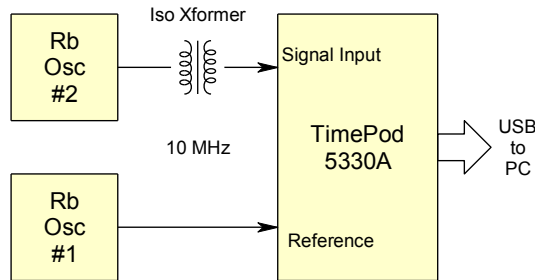 Iso Xformer
Rb
Osc
#2
Signal Input
TimePod
5330A
USB
to
PC
10 MHz
Rb
Osc
#1
Reference